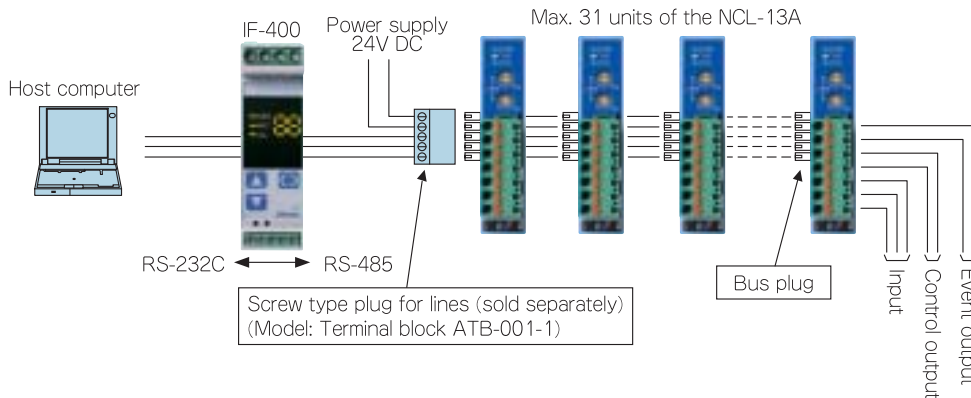 Max. 31 units of the NCL-13A
Power supply
24V DC
IF-400
Host computer
RS-232C
RS-485
Screw type plug for lines (sold separately)
(Model: Terminal block ATB-001-1)
Bus plug
Input
Control output
Event output